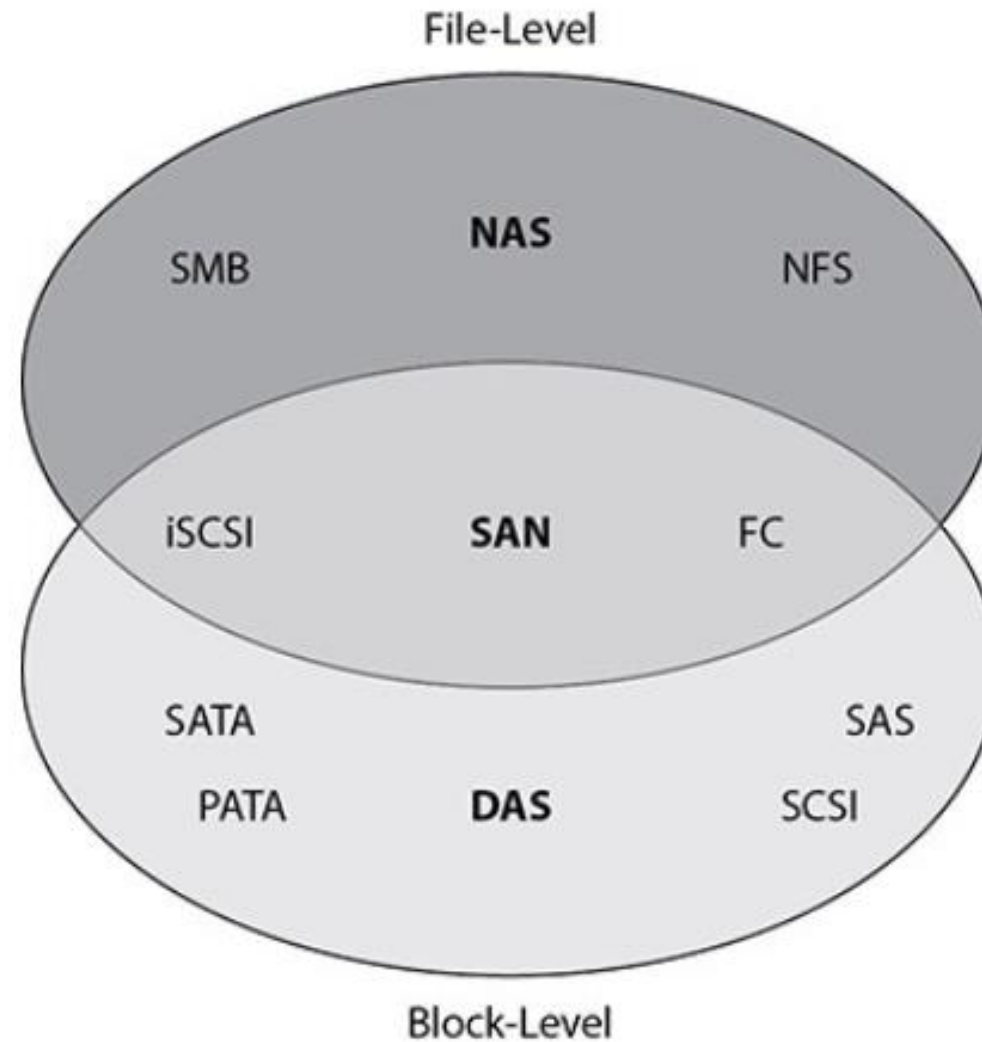 File-Level
NAS
SMB
NFS
iSCSI
SAN
FC
SATA
SAS
PATA
DAS
SCSI
Block-Level